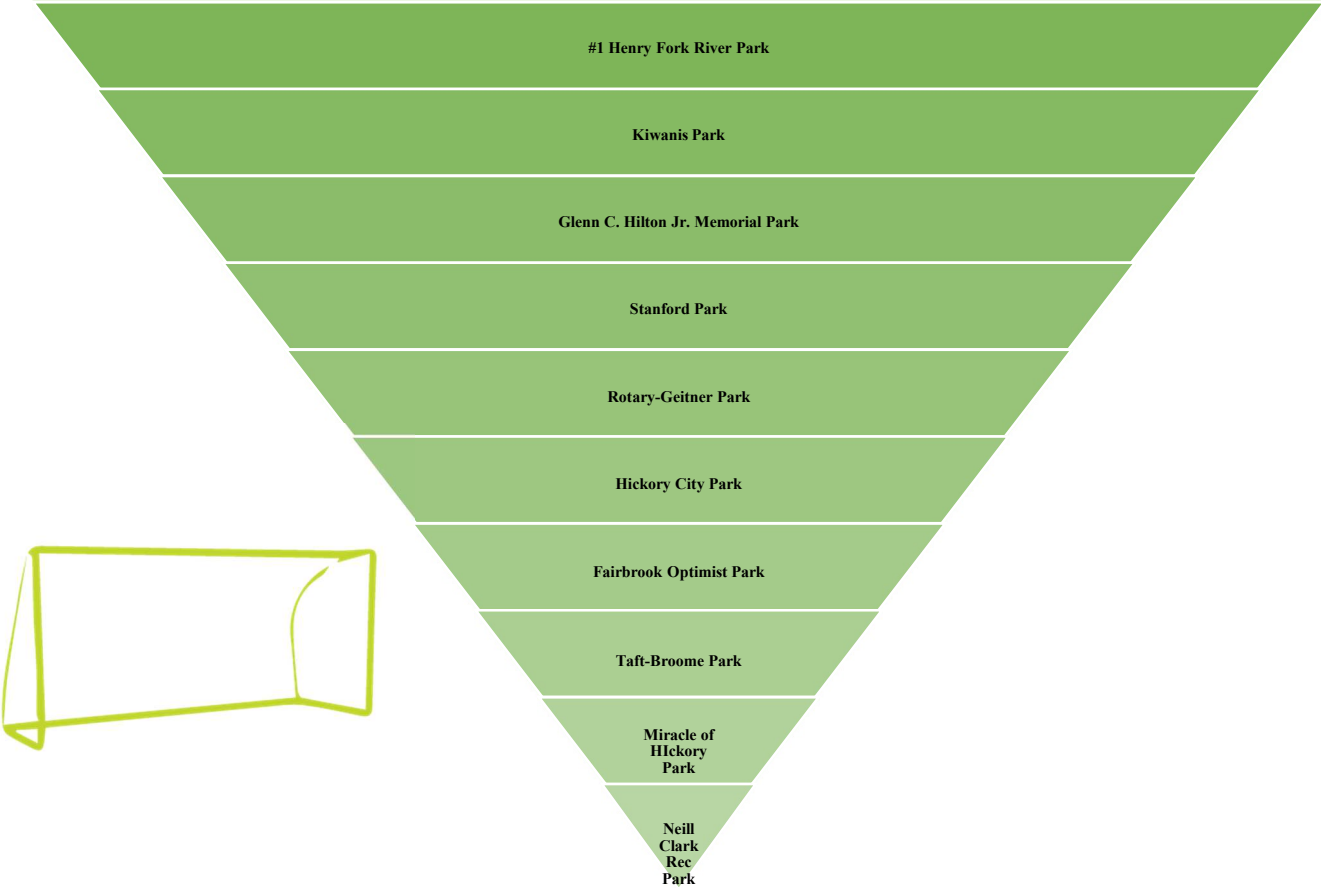 #1 Henry Fork River Park
Kiwanis Park
Glenn C. Hilton Jr. Memorial Park
Stanford Park
Rotary-Geitner Park
Hickory City Park
Fairbrook Optimist Park
Taft-Broome Park
Miracle of
HIckory
Park
Neill
Clark
Rec
Park